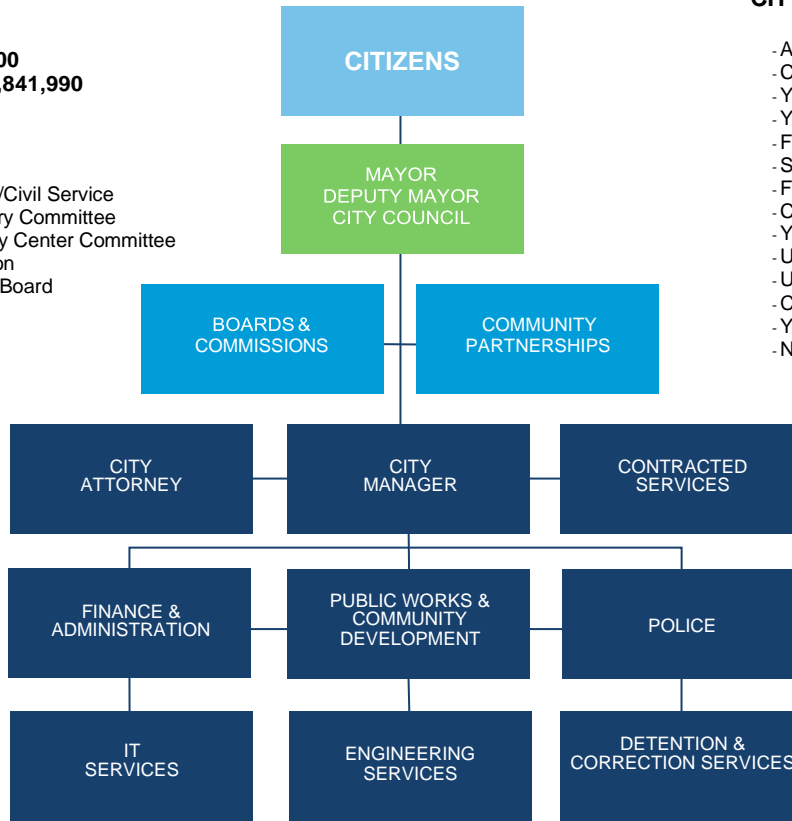 CIT
00
,841,990
/Civil Service
ry Committee
y Center Committee
on
Board
CITIZENS
MAYOR
DEPUTY MAYOR
CITY COUNCIL
- A
- C
- Y
- Y
- F
- S
- F
- C
- Y
- U
- U
- C
- Y
- N
BOARDS &
COMMISSIONS
COMMUNITY
PARTNERSHIPS
CITY
ATTORNEY
CITY
MANAGER
CONTRACTED
SERVICES
FINANCE &
ADMINISTRATION
PUBLIC WORKS &
COMMUNITY
DEVELOPMENT
POLICE
IT
SERVICES
ENGINEERING
SERVICES
DETENTION &
CORRECTION SERVICES